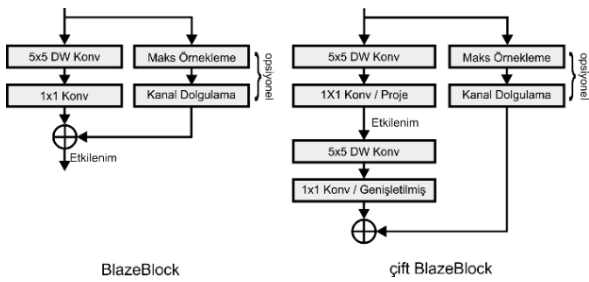 5x5 DW Konv
Maks Örnekleme
1x1 Konv
Kanal Dolgulama
opsiyonel
Etkilenim
BlazeBlock
5x5 DW Konv
Maks Örnekleme
1X1 Konv / Proje
Kanal Dolgulama
opsiyonel
Etkilenim
5x5 DW Konv
1x1 Konv / Genişletilmiş
çift BlazeBlock